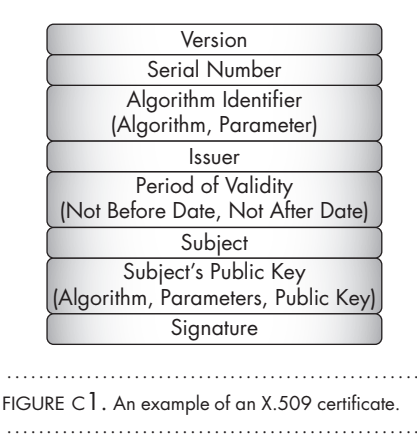 Version
Serial Number
Algorithm Identifier
(Algorithm, Parameter)
Issuer
Period of Validity
(Not Before Date, Not After Date)
Subject
Subject's Public Key
(Algorithm, Parameters, Public Key)
Signature
FIGURE C1. An example of an X.509 certificate.